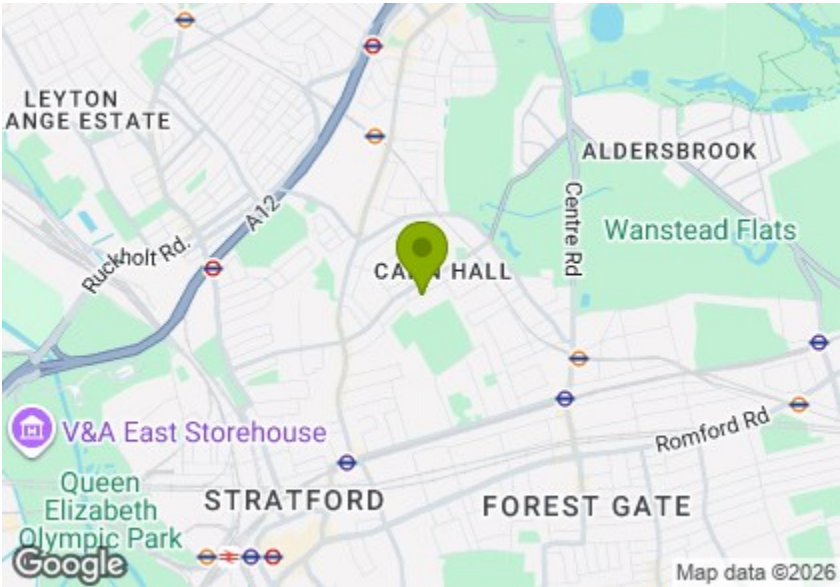 LEYTON
ANGE ESTATE
A12
Ruckholt Rd.
ALDERSBROOK
Centre Rd
Wanstead Flats
HALL
V&A East Storehouse
Romford Rd
Queen
Elizabeth
Olympic Park
STRATFORD
FOREST GATE
Google
Map data ©2026